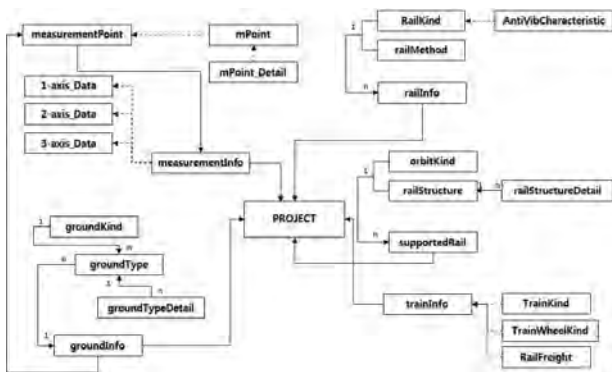 measurementPoint
mPoint
mPoint_Detail
1-axis_Data
2-axis_Data
3-axis_Data
measurementInfo
RailKind
AntiVibCharacteristic
railMethod
railInfo
1
n
orbitKind
railStructure
railStructureDetail
1
n
n
supportedRail
PROJECT
groundKind
1
n
groundType
n
1
n
groundTypeDetail
1
groundInfo
trainInfo
TrainKind
TrainWheelKind
RailFreight